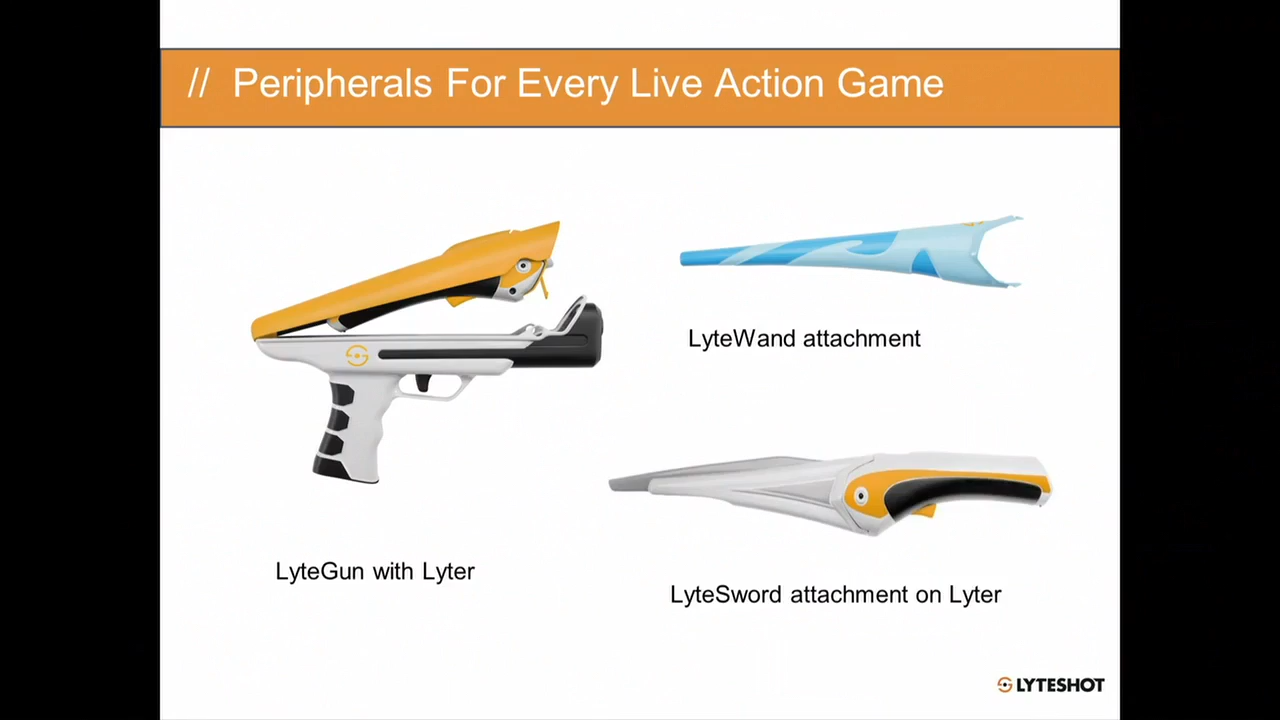 // Peripherals For Every Live Action Game
LyteWand attachment
LyteGun with Lyter
LyteSword attachment on Lyter
LYTESHOT